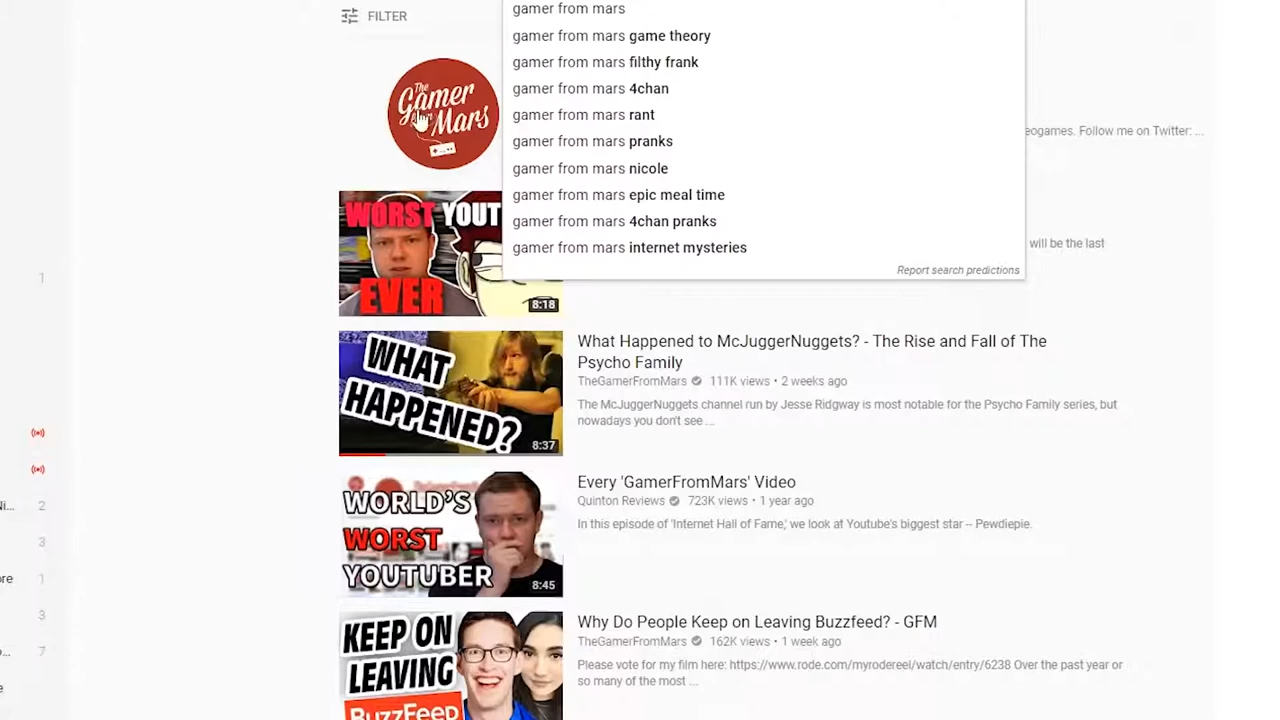 FILTER
gamer from mars
gamer from mars game theory
gamer from mars filthy frank
gamer from mars 4chan
gamer from mars rant
gamer from mars pranks
gamer from mars nicole
gamer from mars epic meal time
gamer from mars 4chan pranks
gamer from mars internet mysteries
Report search predictions
The
Gamer
from
Mars
eogames. Follow me on Twitter: ...
WORST YOUT
EVER
8:18
will be the last
1
WHAT
HAPPENED?
8:37
What Happened to McJuggerNuggets? - The Rise and Fall of The
Psycho Family
TheGamerFromMars 111K views • 2 weeks ago
The McJuggerNuggets channel run by Jesse Ridgway is most notable for the Psycho Family series, but
nowadays you don't see ...
WORLD'S
WORST
YOUTUBER
8:45
Every 'GamerFromMars' Video
Quinton Reviews 723K views • 1 year ago
In this episode of 'Internet Hall of Fame,' we look at Youtube's biggest star -- Pewdiepie.
Ni... 2
3
ore 1
3
o... 7
e
KEEP ON
LEAVING
BuzzFeed
Why Do People Keep on Leaving Buzzfeed? - GFM
TheGamerFromMars 162K views • 1 week ago
Please vote for my film here: https://www.rode.com/myrodereel/watch/entry/6238 Over the past year or
so many of the most ...